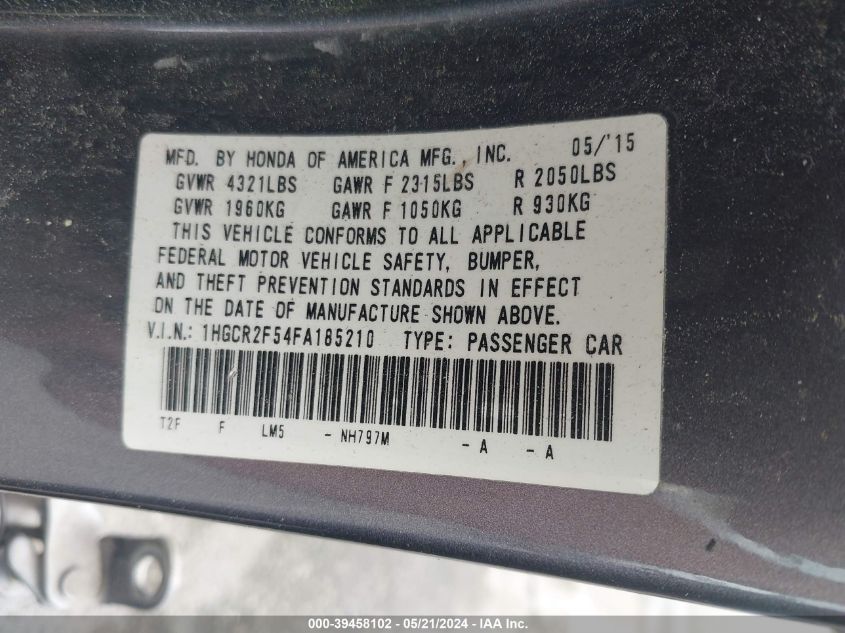 MFD. BY HONDA OF AMERICA MFG., INC. 05/'15
GVWR 4321LBS GAWR F 2315LBS R 2050LBS
GVWR 1960KG GAWR F 1050KG R 930KG
THIS VEHICLE CONFORMS TO ALL APPLICABLE
FEDERAL MOTOR VEHICLE SAFETY, BUMPER,
AND THEFT PREVENTION STANDARDS IN EFFECT
ON THE DATE OF MANUFACTURE SHOWN ABOVE.
V.I.N.: 1HGCR2F54FA185210 TYPE: PASSENGER CAR
T2F F LM5 - NH797M - A - A
000-39458102 - 05/21/2024 - IAA Inc.